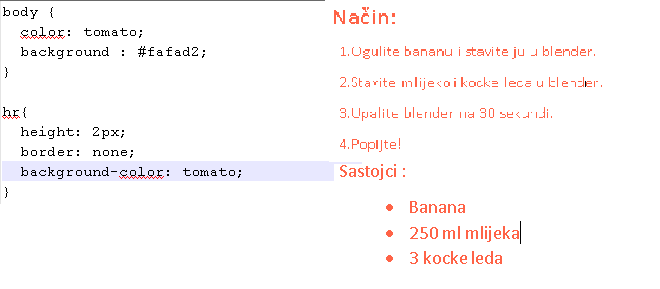 body {
color: tomato;
background : #fafad2;
}
hr{
height: 2px;
border: none;
background-color: tomato;
}
Način:
1.Ogulite bananu i stavite ju u blender.
2.Stavite mlijeko i kocke leda u blender.
3.Upalite blender na 30 sekundi.
4.Popijte!
Sastojci :
• Banana
• 250 ml mlijeka
• 3 kocke leda